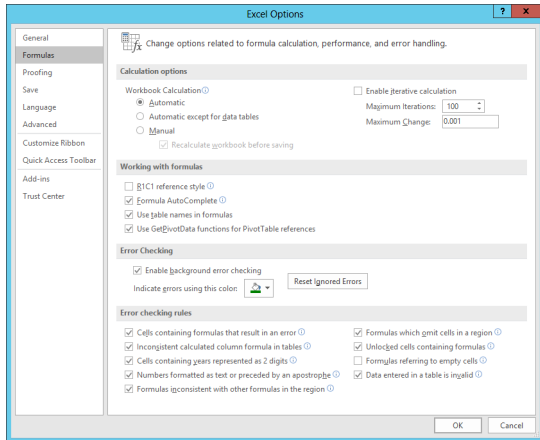 Excel Options
? x
General
Formulas
Proofing
Save
Language
Advanced
Customize Ribbon
Quick Access Toolbar
Add-ins
Trust Center
fx Change options related to formula calculation, performance, and error handling.
Calculation options
Workbook Calculation
Automatic
Automatic except for data tables
Manual
Recalculate workbook before saving
Enable iterative calculation
Maximum Iterations: 100
Maximum Change: 0.001
Working with formulas
R1C1 reference style
Formula AutoComplete
Use table names in formulas
Use GetPivotData functions for PivotTable references
Error Checking
Enable background error checking
Indicate errors using this color:
Reset Ignored Errors
Error checking rules
Cells containing formulas that result in an error
Inconsistent calculated column formula in tables
Cells containing years represented as 2 digits
Numbers formatted as text or preceded by an apostrophe
Formulas inconsistent with other formulas in the region
Formulas which omit cells in a region
Unlocked cells containing formulas
Formulas referring to empty cells
Data entered in a table is invalid
OK Cancel